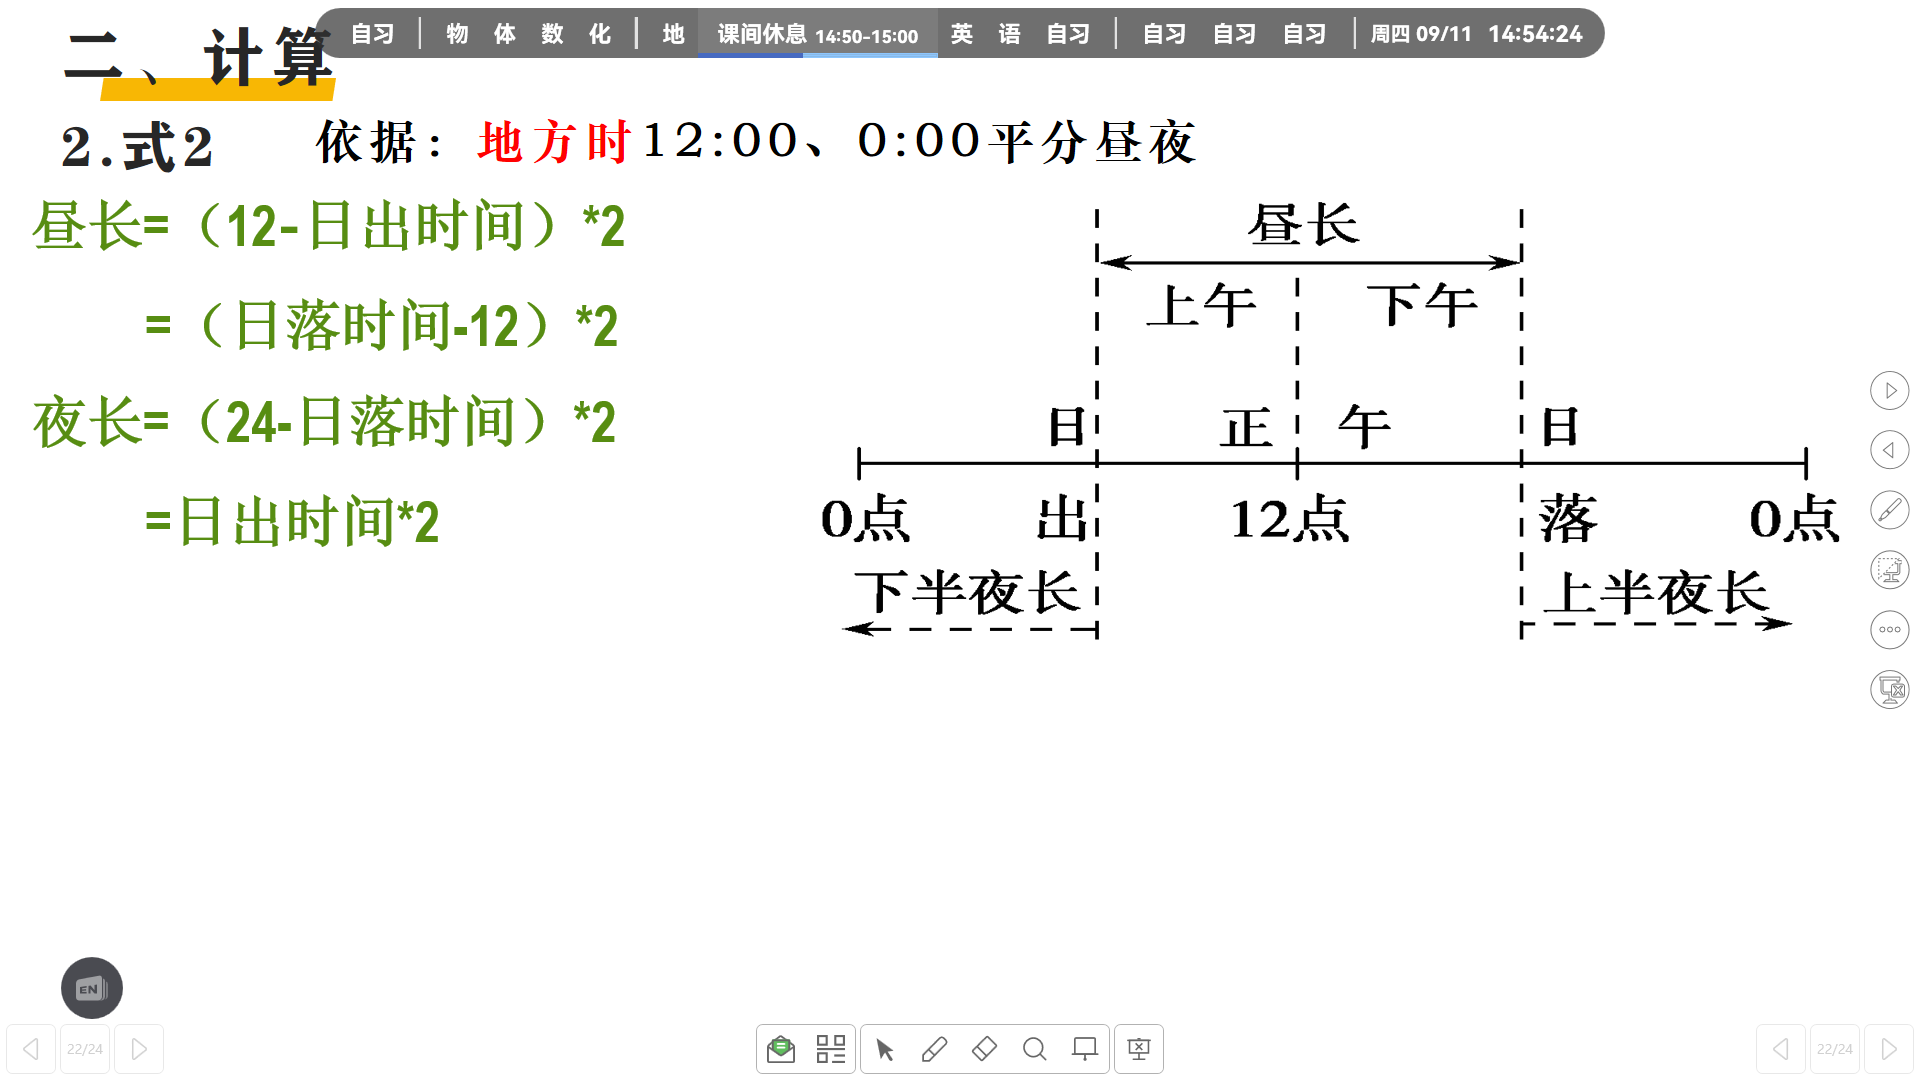 二、计算
自习 物 体 数 化 地 课间休息 14:50-15:00 英 语 自习 自习 自习 自习 周四 09/11 14:54:24
2.式2 依据：地方时12:00、0:00平分昼夜
昼长=（12-日出时间）*2
=（日落时间-12）*2
夜长=（24-日落时间）*2
=日出时间*2
昼长
上午 下午
日 正 午 日
0点 出 12点 落 0点
下半夜长 上半夜长
EN
22/24 22/24